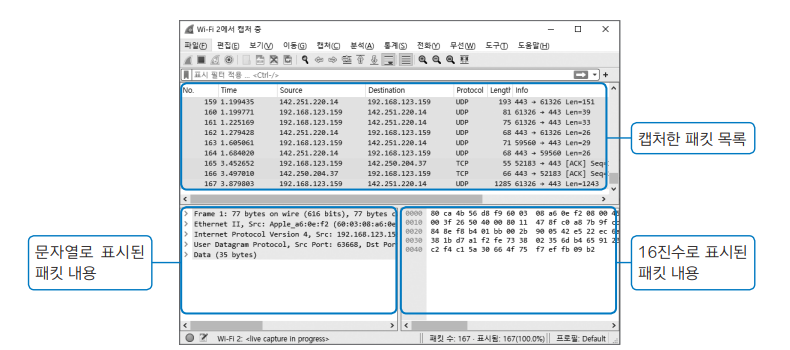 Wi-Fi 2에서 캡처 중
파일(F) 편집(E) 보기(V) 이동(G) 캡처(C) 분석(A) 통계(S) 전화(Y) 무선(W) 도구(T) 도움말(H)
표시 필터 적용 … <Ctrl-/>
No. Time Source Destination Protocol Length Info
159 1.199435 142.251.220.14 192.168.123.159 UDP 193 443 → 61326 Len=151
160 1.199771 192.168.123.159 142.251.220.14 UDP 81 61326 → 443 Len=39
161 1.225169 192.168.123.159 142.251.220.14 UDP 75 61326 → 443 Len=33
162 1.279428 142.251.220.14 192.168.123.159 UDP 68 443 → 61326 Len=26
163 1.605061 192.168.123.159 142.251.220.14 UDP 71 59560 → 443 Len=29
164 1.684020 142.251.220.14 192.168.123.159 UDP 68 443 → 59560 Len=26
165 3.452652 192.168.123.159 142.250.204.37 TCP 55 52183 → 443 [ACK] Seq=
166 3.497010 142.250.204.37 192.168.123.159 TCP 66 443 → 52183 [ACK] Seq=
167 3.879803 192.168.123.159 142.251.220.14 UDP 1285 61326 → 443 Len=1243
캡처한 패킷 목록
Frame 1: 77 bytes on wire (616 bits), 77 bytes c
Ethernet II, Src: Apple_a6:0e:f2 (60:03:08:a6:0e
Internet Protocol Version 4, Src: 192.168.123.15
User Datagram Protocol, Src Port: 63668, Dst Por
Data (35 bytes)
0000 80 ca 4b 56 d8 f9 60 03 08 a6 0e f2 08 00 45
0010 00 3f 26 50 40 00 80 11 47 8f c0 a8 7b 9f
0020 84 8e f8 b4 01 bb 00 2b 90 05 42 e5 22 ec
0030 38 1b d7 a1 f2 fe 73 38 02 35 6d b4 65 91
0040 c2 f4 c1 5a 30 66 4f 75 f7 ef fb 09 b2
문자열로 표시된
패킷 내용
16진수로 표시된
패킷 내용
Wi-Fi 2: <live capture in progress>
패킷 수: 167 · 표시됨: 167(100.0%)
프로필: Default